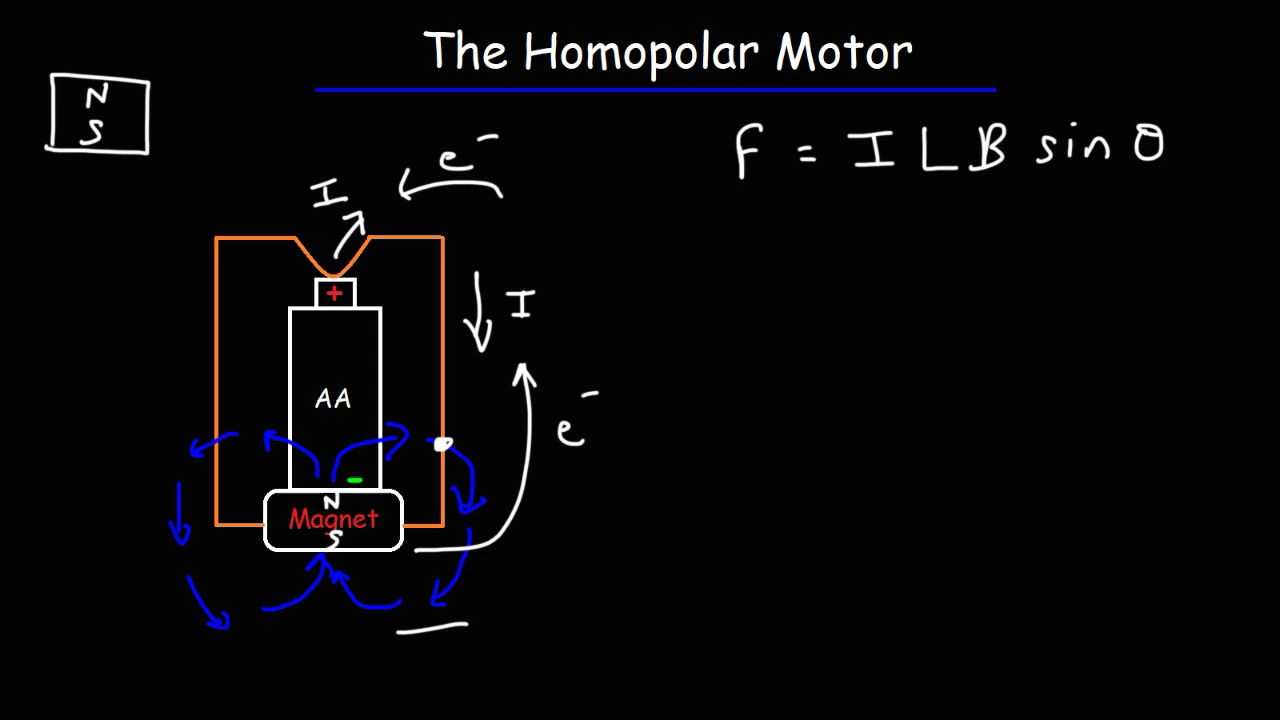 The Homopolar Motor
N
S
F = I L B sin θ
e⁻
I
+
I
AA
e⁻
-
N
Magnet
S